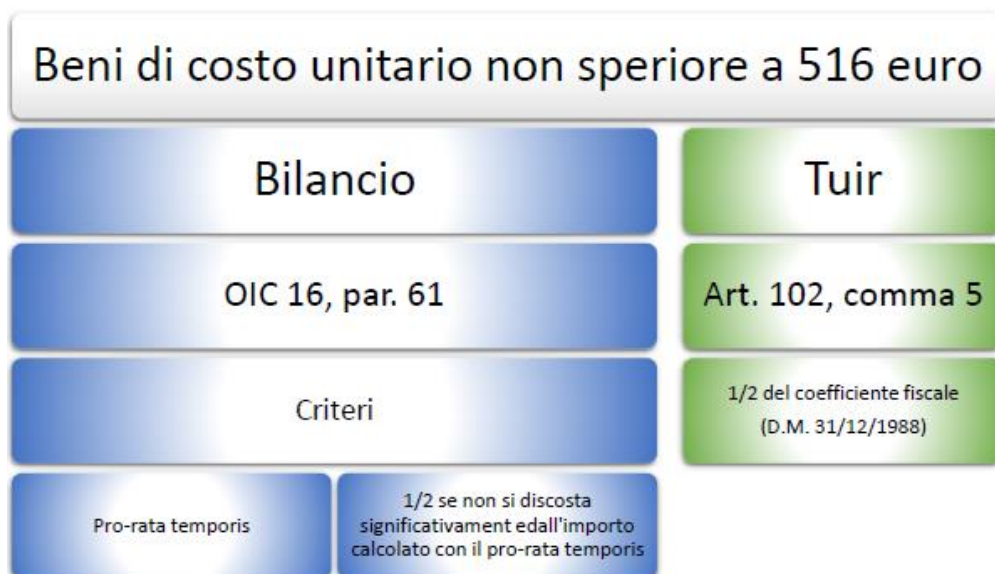 Beni di costo unitario non speriore a 516 euro
Bilancio
Tuir
OIC 16, par. 61
Art. 102, comma 5
Criteri
1/2 del coefficiente fiscale
(D.M. 31/12/1988)
Pro-rata temporis
1/2 se non si discosta
significativament edall'importo
calcolato con il pro-rata temporis